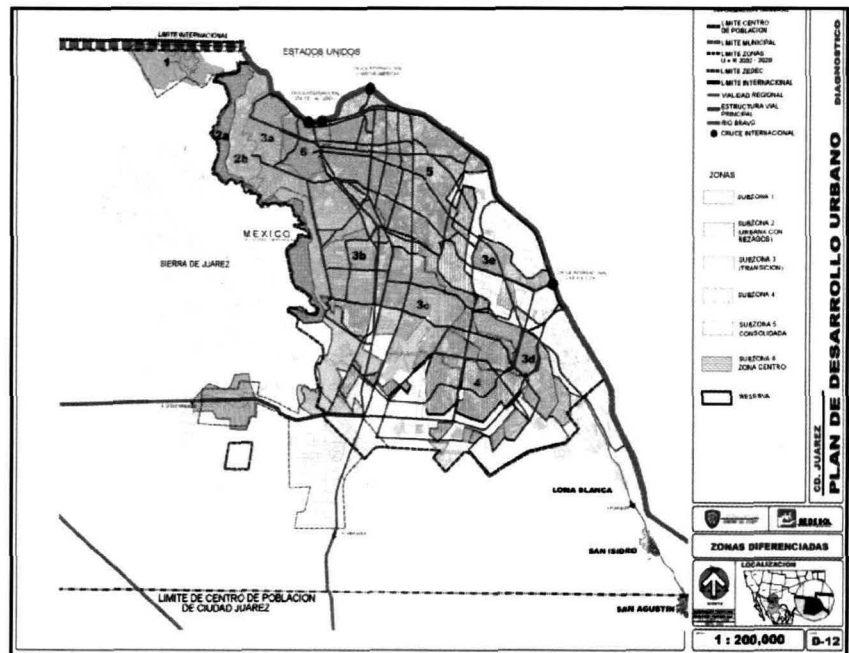 LIMITE INTERNACIONAL
ESTADOS UNIDOS
1
2a
3a
2b
6
5
MEXICO
3b
3e
SIERRA DE JUAREZ
3c
3d
4
LOMA BLANCA
SAN ISIDRO
SAN AGUSTIN
LIMITE DE CENTRO DE POBLACION
DE CIUDAD JUAREZ
LIMITE CENTRO
DE POBLACION
LIMITE MUNICIPAL
LIMITE ZONAS
LIMITE ZEDEC
LIMITE INTERNACIONAL
VIALIDAD REGIONAL
ESTRUCTURA VIAL
PRINCIPAL
RIO BRAVO
CRUCE INTERNACIONAL
ZONAS
SUBZONA 1
SUBZONA 2
(URBANA CON
REZAGOS)
SUBZONA 3
(TRANSICION)
SUBZONA 4
SUBZONA 5
CONSOLIDADA
SUBZONA 6
ZONA CENTRO
RESERVA
CD. JUAREZ
PLAN DE DESARROLLO URBANO
DIAGNOSTICO
SEDESOL
ZONAS DIFERENCIADAS
LOCALIZACION
1 : 200,000
D-12